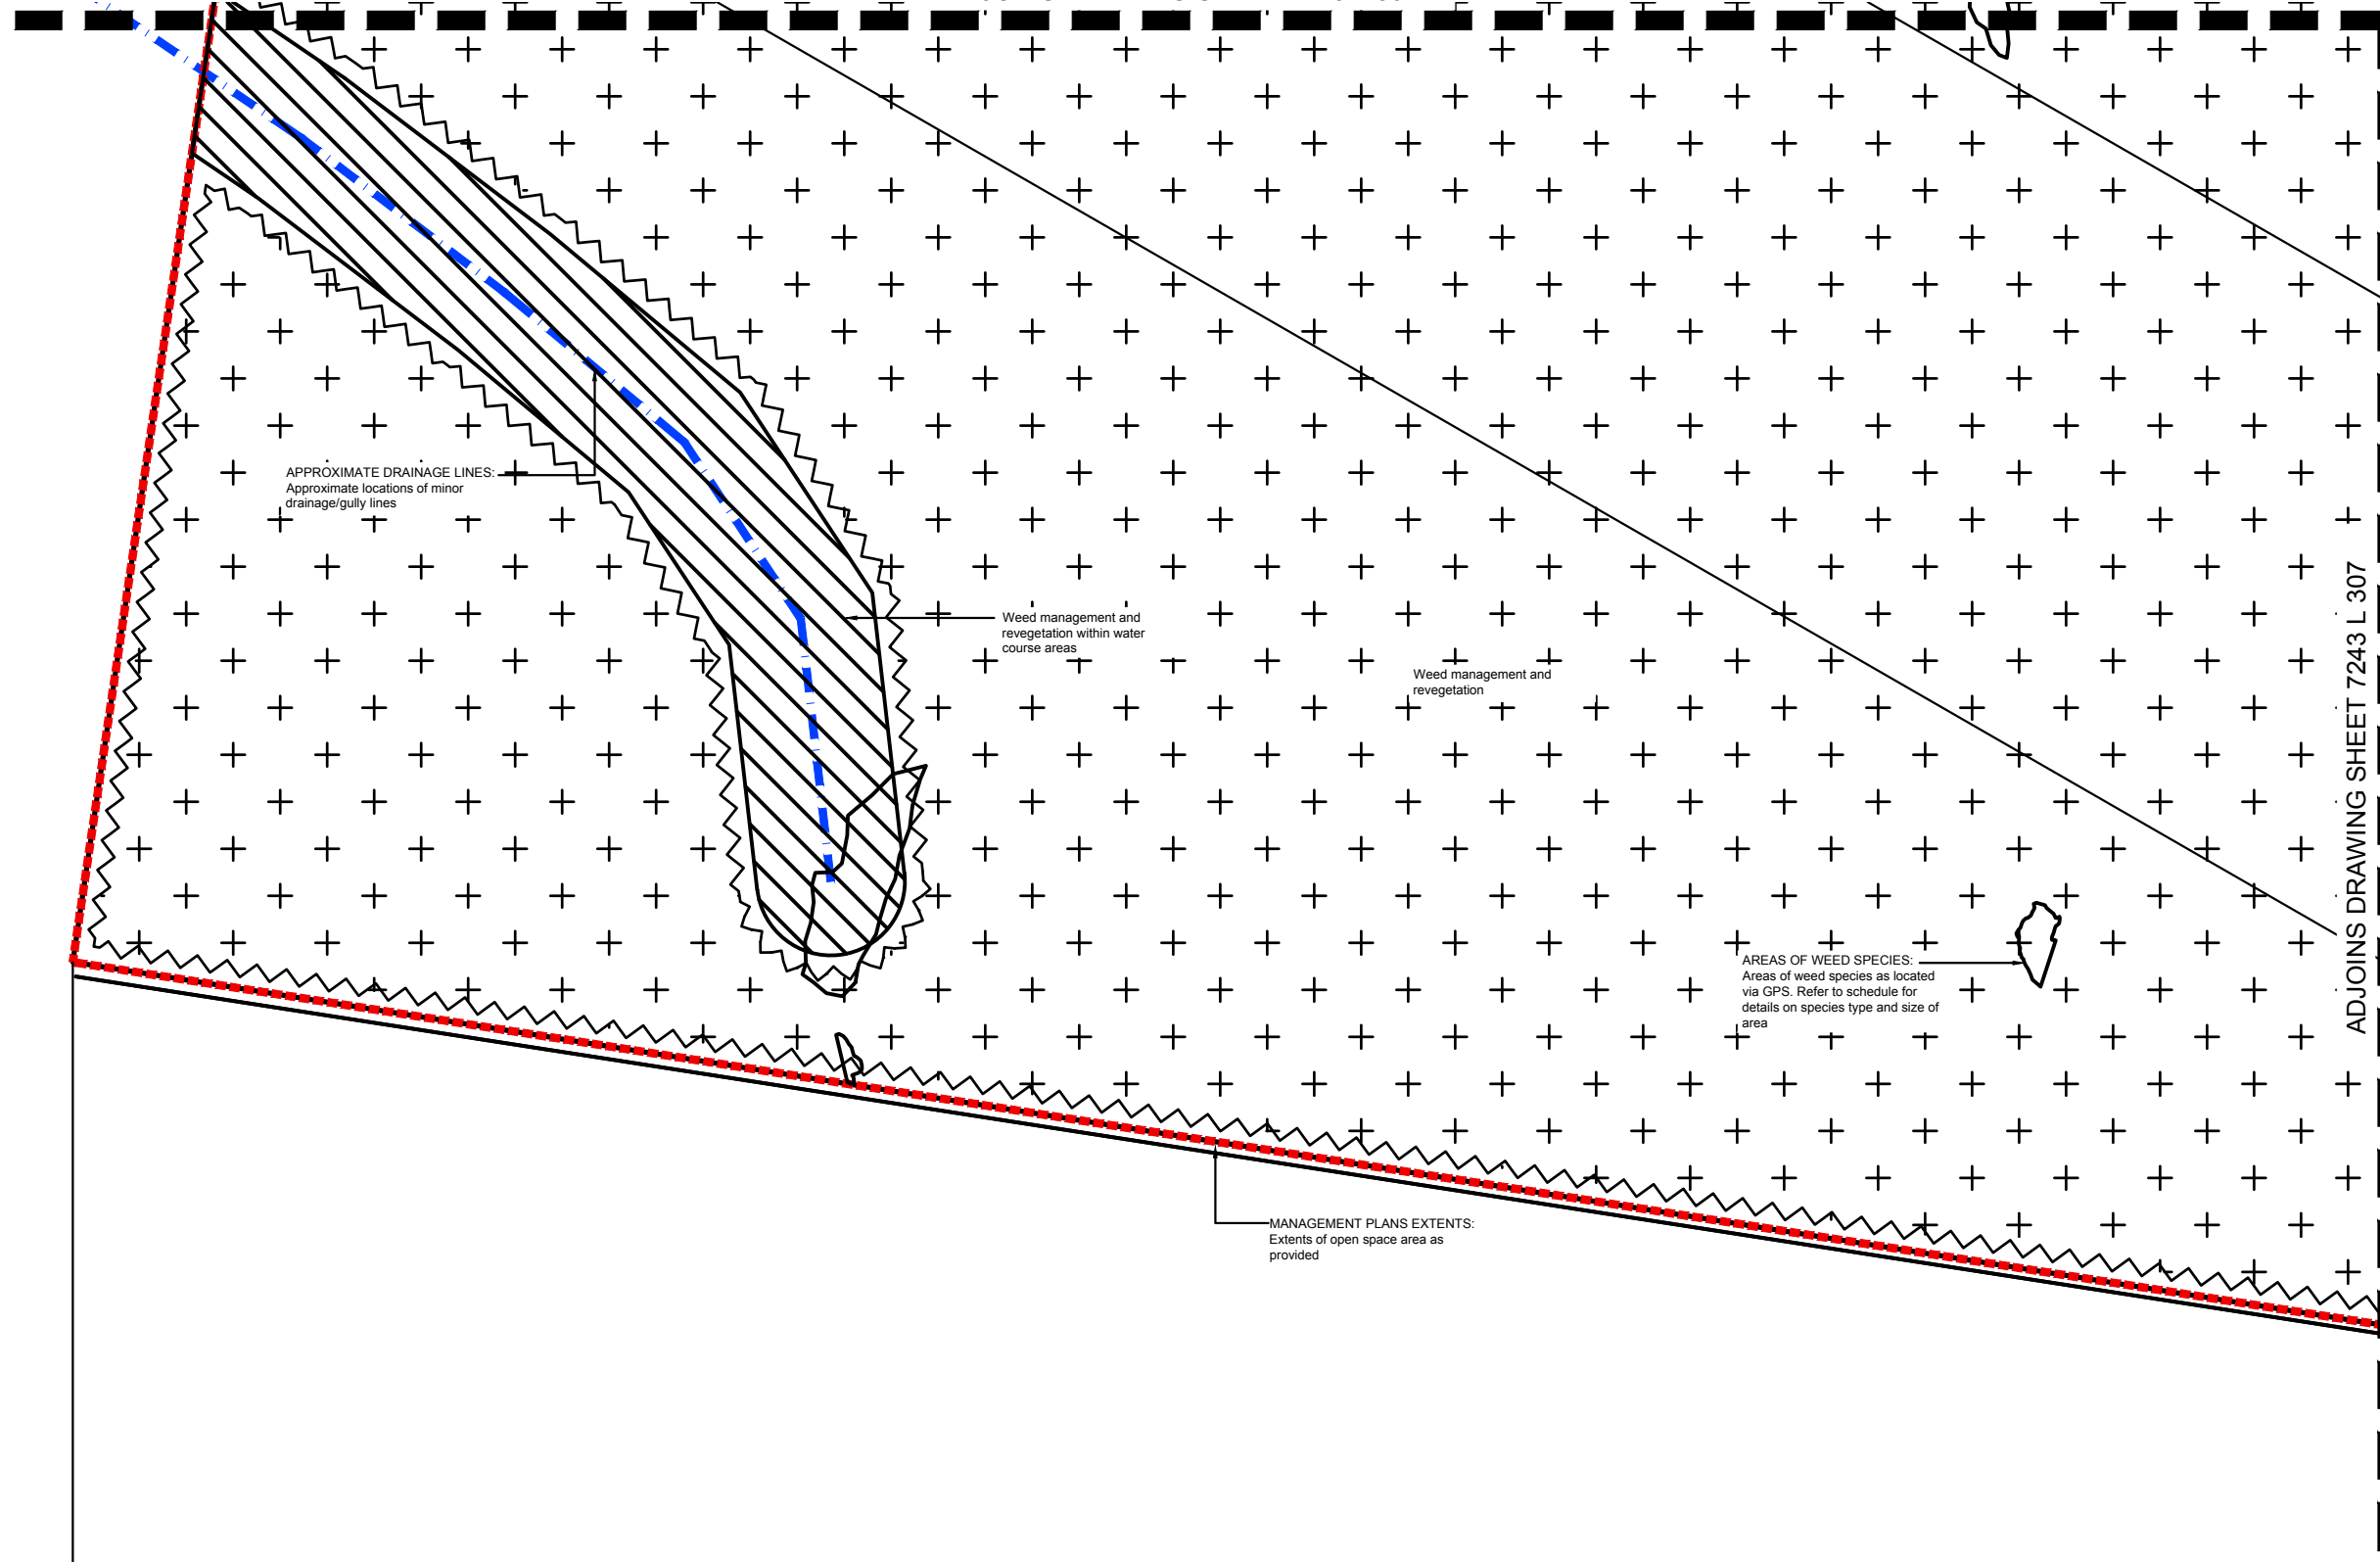 APPROXIMATE DRAINAGE LINES:
Approximate locations of minor
drainage/gully lines
Weed management and
revegetation within water
course areas
Weed management and
revegetation
AREAS OF WEED SPECIES:
Areas of weed species as located
via GPS. Refer to schedule for
details on species type and size of
area
MANAGEMENT PLANS EXTENTS:
Extents of open space area as
provided
ADJOINS DRAWING SHEET 7243 L 307